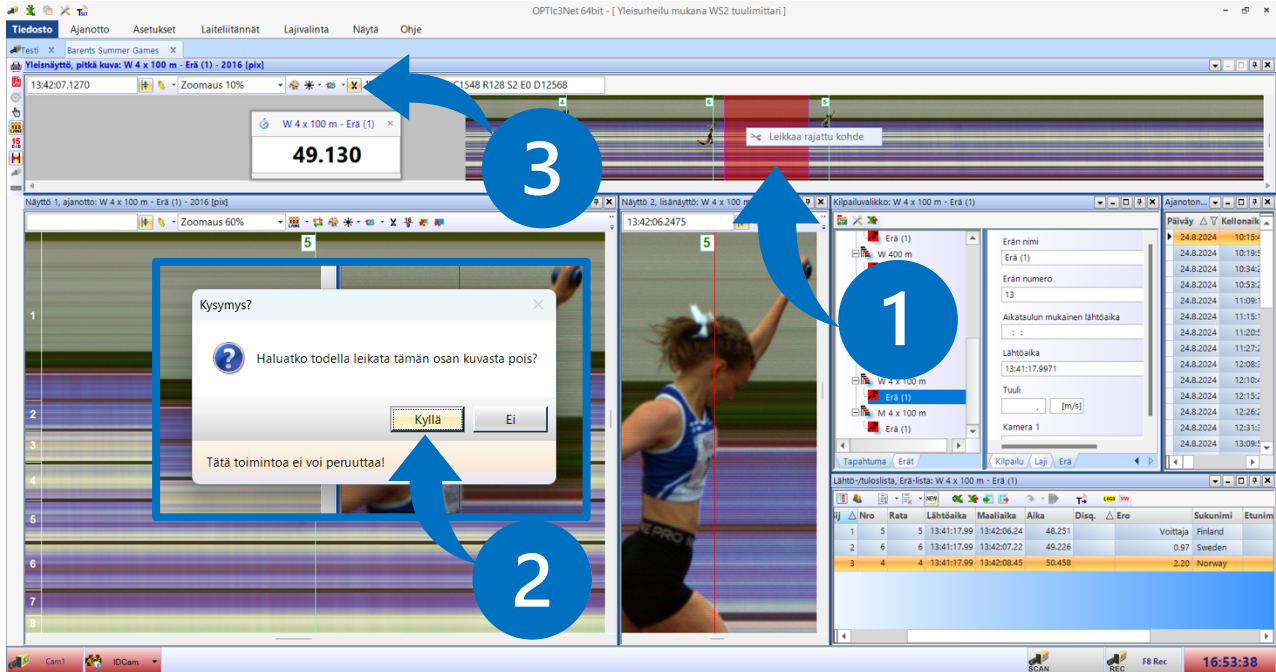 OPTIc3Net 64bit - [ Yleisurheilu mukana WS2 tuulimittari ]
Tiedosto Ajanotto Asetukset Laiteliitännät Lajivalinta Näytä Ohje
Testi X Barents Summer Games X
Yleisnäyttö, pitkä kuva: W 4 x 100 m - Erä (1) - 2016 [pix]
13:42:07.1270 Zoomaus 10% C1548 R128 S2 E0 D12568
4 6 5
W 4 x 100 m - Erä (1)
49.130
Leikkaa rajattu kohde
3
1
2
Näyttö 1, ajanotto: W 4 x 100 m - Erä (1) - 2016 [pix]
Zoomaus 60%
5
1
2
3
4
5
6
7
8
Kysymys?
Haluatko todella leikata tämän osan kuvasta pois?
Kyllä Ei
Tätä toimintoa ei voi peruuttaa!
Näyttö 2, lisänäyttö: W 4 x 100 m
13:42:06.2475
5
Kilpailuvalikko: W 4 x 100 m - Erä (1)
Erä (1)
W 400 m
W 4 x 100 m
Erä (1)
M 4 x 100 m
Erä (1)
Tapahtuma Erät
Erän nimi
Erä (1)
Erän numero
13
Aikataulun mukainen lähtöaika
: :
Lähtöaika
13:41:17.9971
Tuuli
, [m/s]
Kamera 1
Kilpailu Laji Erä
Ajanoton...
Päiväys Kellonaik
24.8.2024 10:15:4
24.8.2024 10:19:5
24.8.2024 10:34:2
24.8.2024 10:53:2
24.8.2024 11:09:1
24.8.2024 11:15:1
24.8.2024 11:20:5
24.8.2024 11:27:2
24.8.2024 12:08:3
24.8.2024 12:10:4
24.8.2024 12:15:2
24.8.2024 12:26:2
24.8.2024 12:31:3
24.8.2024 13:09:5
Lähtö-/tuloslista, Erä-lista: W 4 x 100 m - Erä (1)
Sij Nro Rata Lähtöaika Maaliaika Aika Disq. Ero Sukunimi Etunim
1 5 5 13:41:17.99 13:42:06.24 48.251 Voittaja Finland
2 6 6 13:41:17.99 13:42:07.22 49.226 0.97 Sweden
3 4 4 13:41:17.99 13:42:08.45 50.458 2.20 Norway
Cam1 IDCam SCAN REC F8 Rec 16:53:38